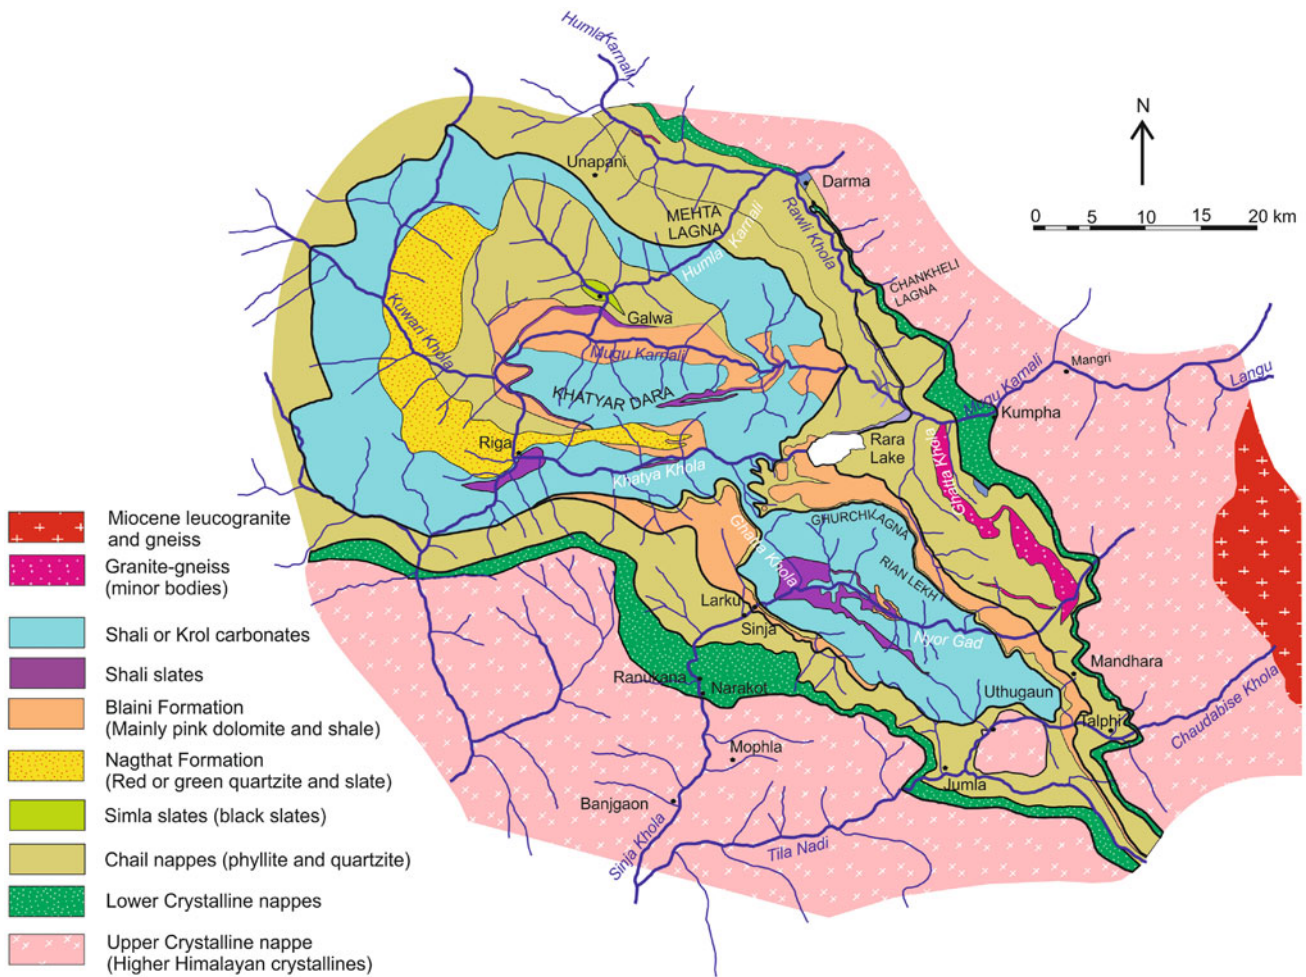 Humla
Karnali
N
Unapani
Darma
0 5 10 15 20 km
MEHTA
LAGNA
Humla Karnali
Rawli Khola
CHANKHELI
LAGNA
Kuwari Khola
Galwa
Mugu Karnali
Mugu Karnali
Mangri
Langu
KHATYAR DARA
Kumpha
Riga
Rara
Lake
Khatya Khola
Ghatta Khola
Miocene leucogranite
and gneiss
Granite-gneiss
(minor bodies)
Shali or Krol carbonates
Shali slates
Blaini Formation
(Mainly pink dolomite and shale)
Nagthat Formation
(Red or green quartzite and slate)
Simla slates (black slates)
Chail nappes (phyllite and quartzite)
Lower Crystalline nappes
Upper Crystalline nappe
(Higher Himalayan crystallines)
GHURCHI LAGNA
Ghatta Khola
RIAN LEKH
Larku
Sinja
Nyor Gad
Ranukana
Narakot
Uthugaun
Mandhara
Talphi
Chaudabise Khola
Mophla
Jumla
Banjgaon
Sinja Khola
Tila Nadi